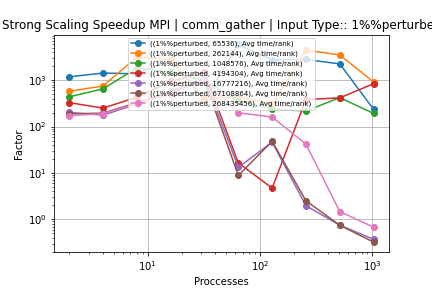 Strong Scaling Speedup MPI | comm_gather | Input Type:: 1%%perturbe
((1%%perturbed, 65536), Avg time/rank)
((1%%perturbed, 262144), Avg time/rank)
((1%%perturbed, 1048576), Avg time/rank)
((1%%perturbed, 4194304), Avg time/rank)
((1%%perturbed, 16777216), Avg time/rank)
((1%%perturbed, 67108864), Avg time/rank)
((1%%perturbed, 268435456), Avg time/rank)
Factor
10³
10²
10¹
10⁰
10¹ 10² 10³
Proccesses